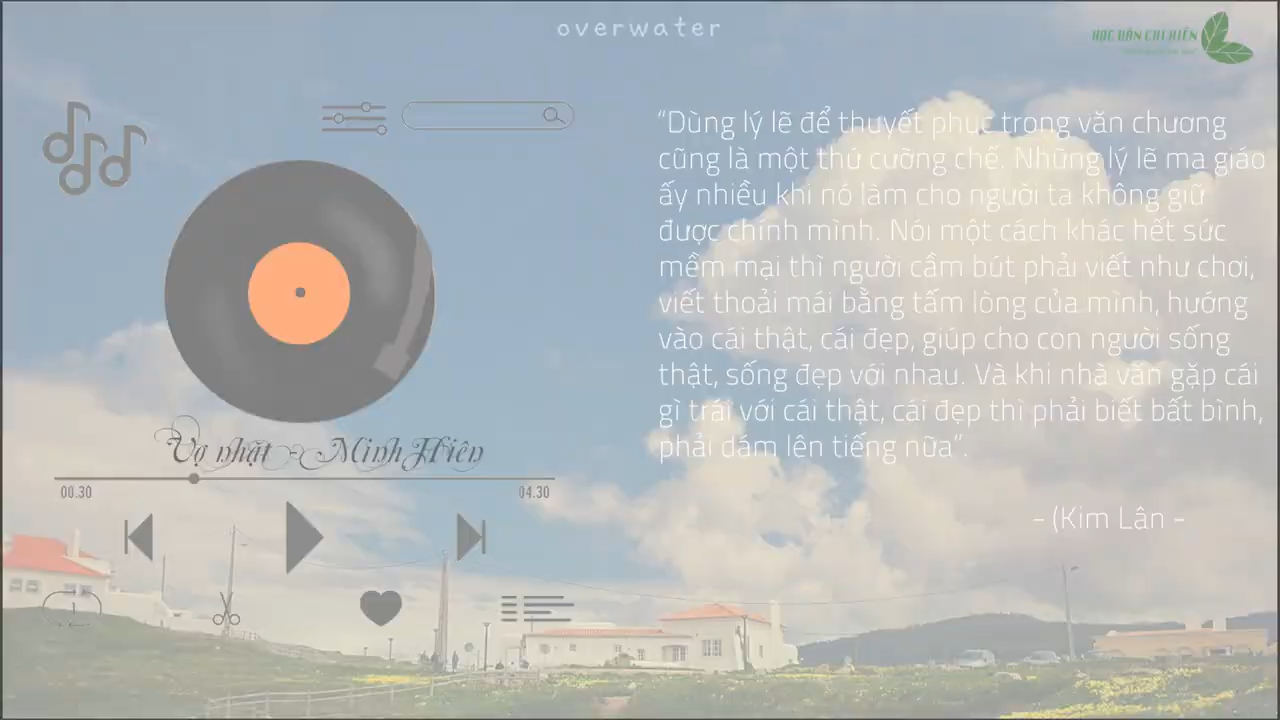 overwater
HỌC VĂN CHỊ HIÊN
“Dùng lý lẽ để thuyết phục trong văn chương
cũng là một thứ cưỡng chế. Những lý lẽ ma giáo
ấy nhiều khi nó làm cho người ta không giữ
được chính mình. Nói một cách khác hết sức
mềm mại thì người cầm bút phải viết như chơi,
viết thoải mái bằng tấm lòng của mình, hướng
vào cái thật, cái đẹp, giúp cho con người sống
thật, sống đẹp với nhau. Và khi nhà văn gặp cái
gì trái với cái thật, cái đẹp thì phải biết bất bình,
phải dám lên tiếng nữa”.
- (Kim Lân -
Vợ nhặt - Minh Hiên
00.30
04.30